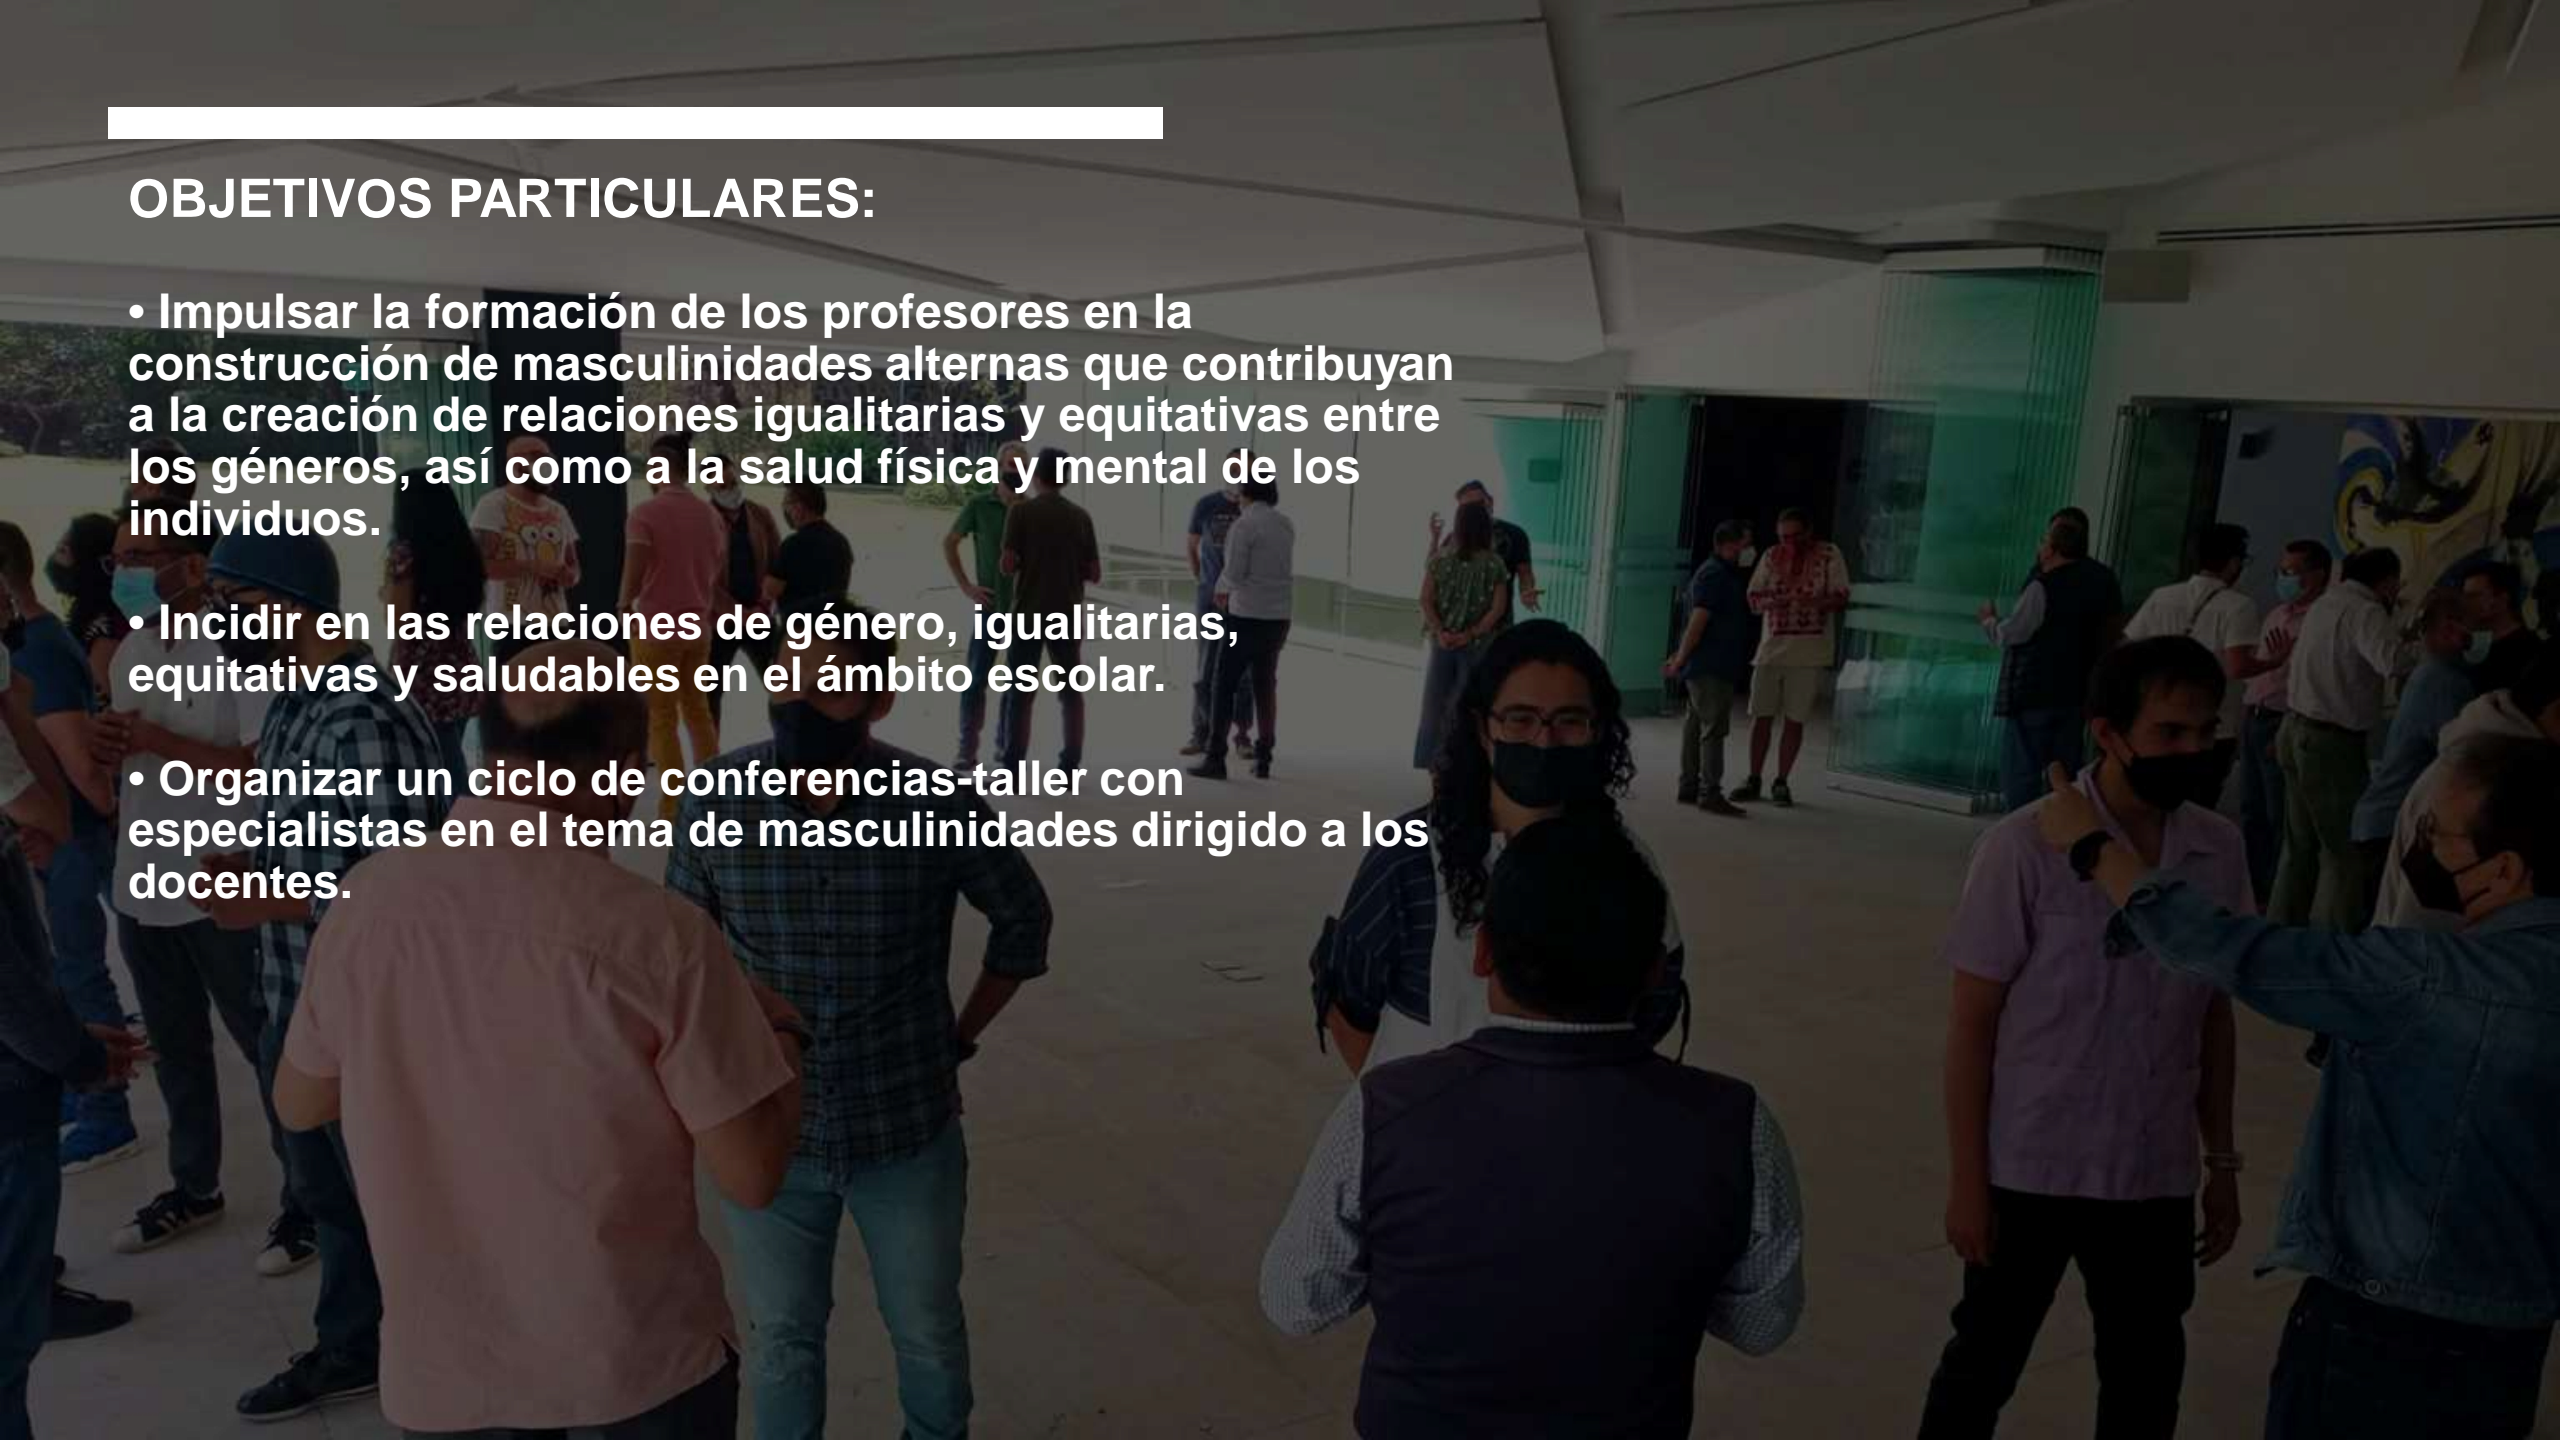 OBJETIVOS PARTICULARES:
• Impulsar la formación de los profesores en la
construcción de masculinidades alternas que contribuyan
a la creación de relaciones igualitarias y equitativas entre
los géneros, así como a la salud física y mental de los
individuos.
• Incidir en las relaciones de género, igualitarias,
equitativas y saludables en el ámbito escolar.
• Organizar un ciclo de conferencias-taller con
especialistas en el tema de masculinidades dirigido a los
docentes.